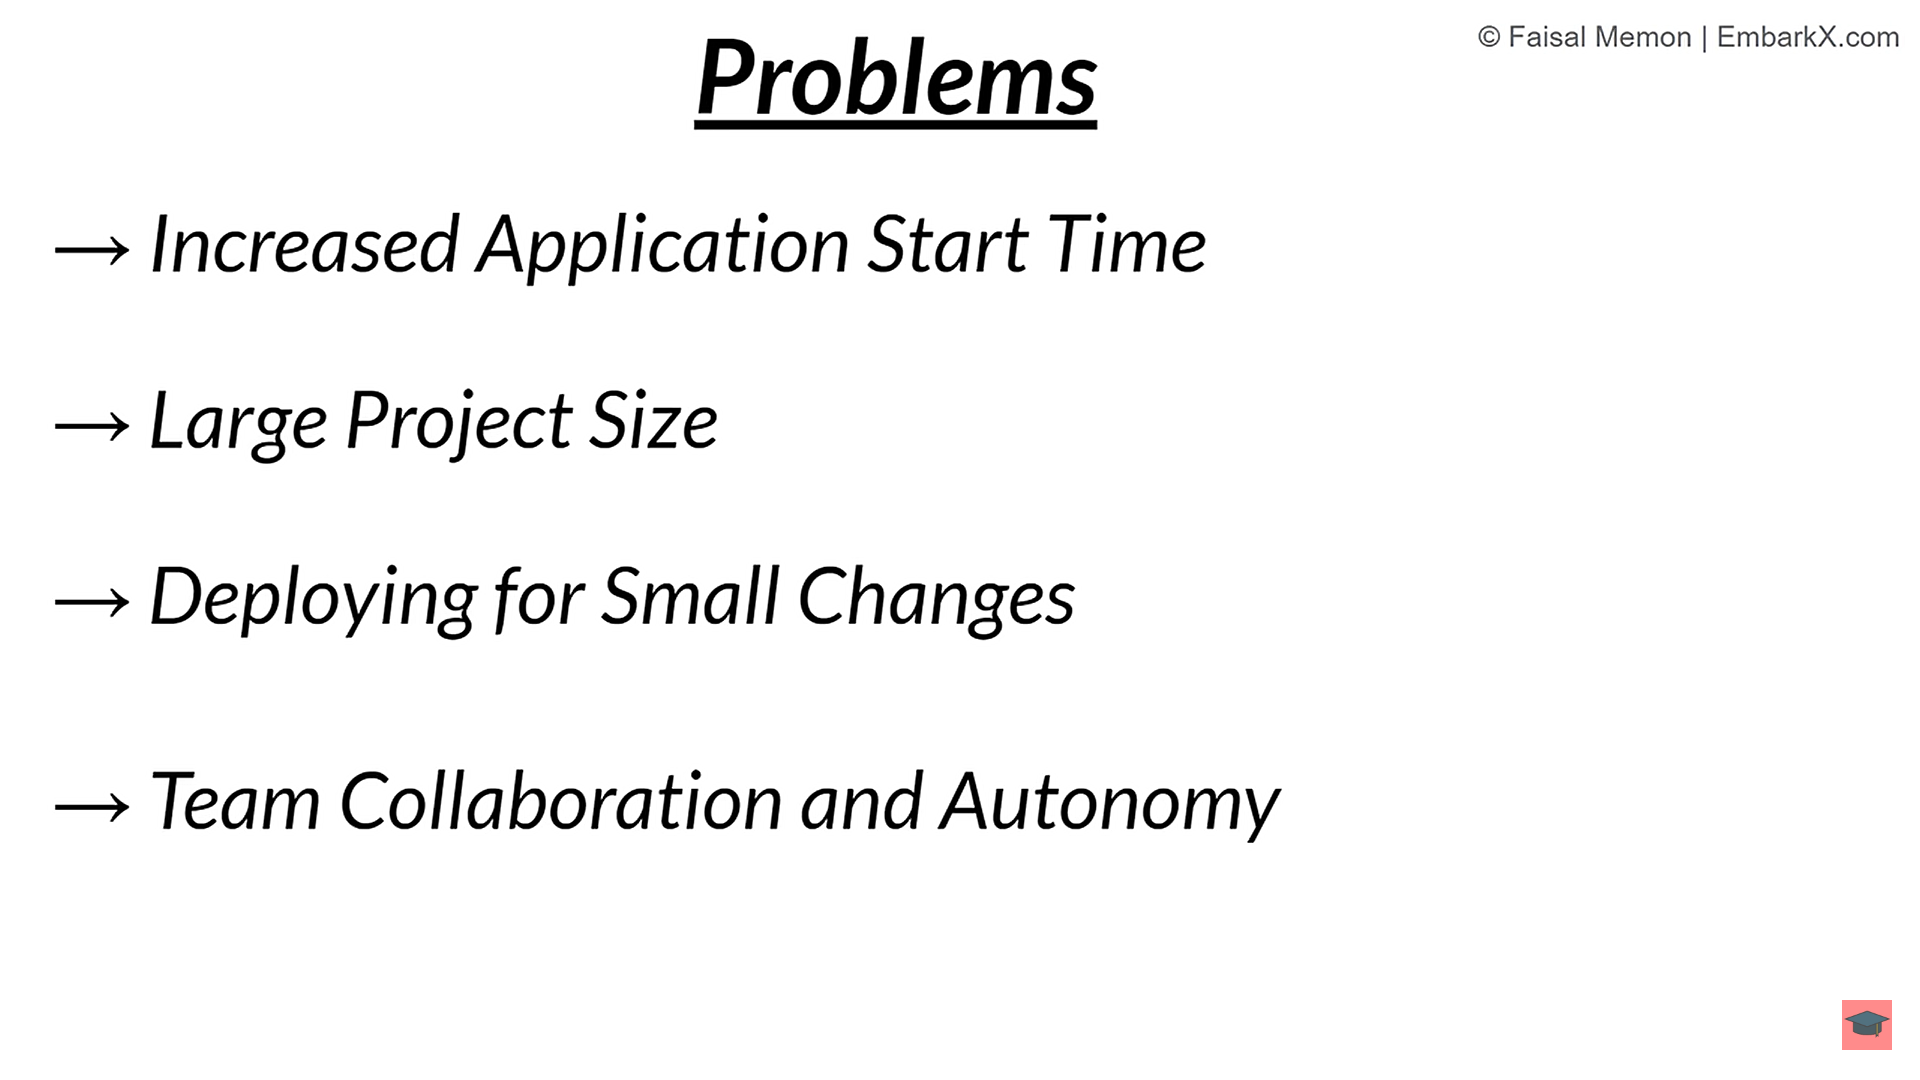 © Faisal Memon | EmbarkX.com
Problems
→ Increased Application Start Time
→ Large Project Size
→ Deploying for Small Changes
→ Team Collaboration and Autonomy